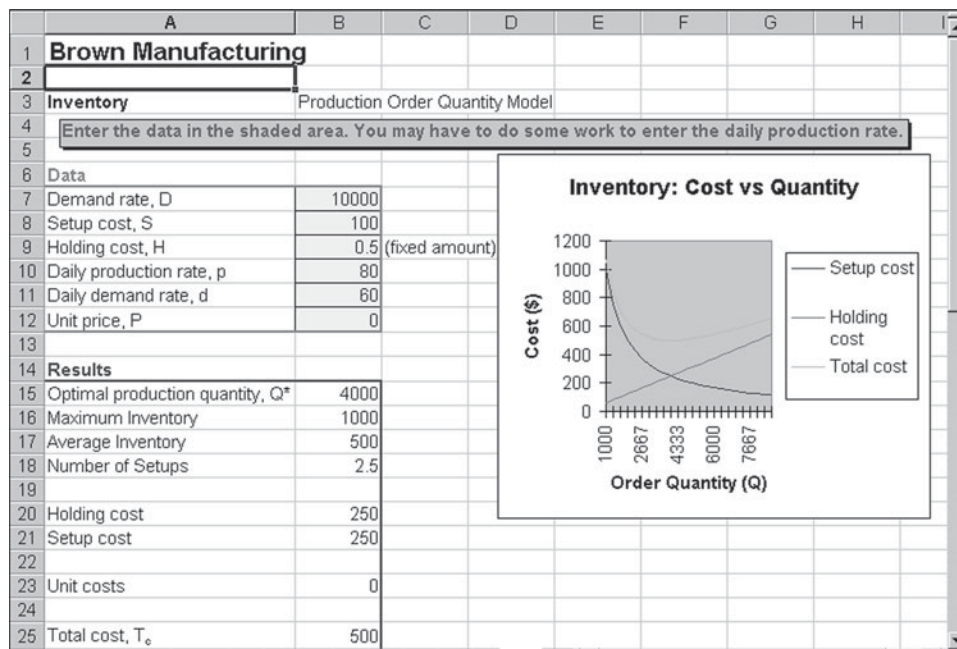 A B C D E F G H I
1 Brown Manufacturing
2
3 Inventory Production Order Quantity Model
4 Enter the data in the shaded area. You may have to do some work to enter the daily production rate.
5
6 Data
7 Demand rate, D 10000
8 Setup cost, S 100
9 Holding cost, H 0.5 (fixed amount)
10 Daily production rate, p 80
11 Daily demand rate, d 60
12 Unit price, P 0
13
14 Results
15 Optimal production quantity, Q* 4000
16 Maximum Inventory 1000
17 Average Inventory 500
18 Number of Setups 2.5
19
20 Holding cost 250
21 Setup cost 250
22
23 Unit costs 0
24
25 Total cost, Tc 500
Inventory: Cost vs Quantity
Cost ($)
1200
1000
800
600
400
200
0
1000 2667 4333 6000 7667
Order Quantity (Q)
Setup cost
Holding
cost
Total cost